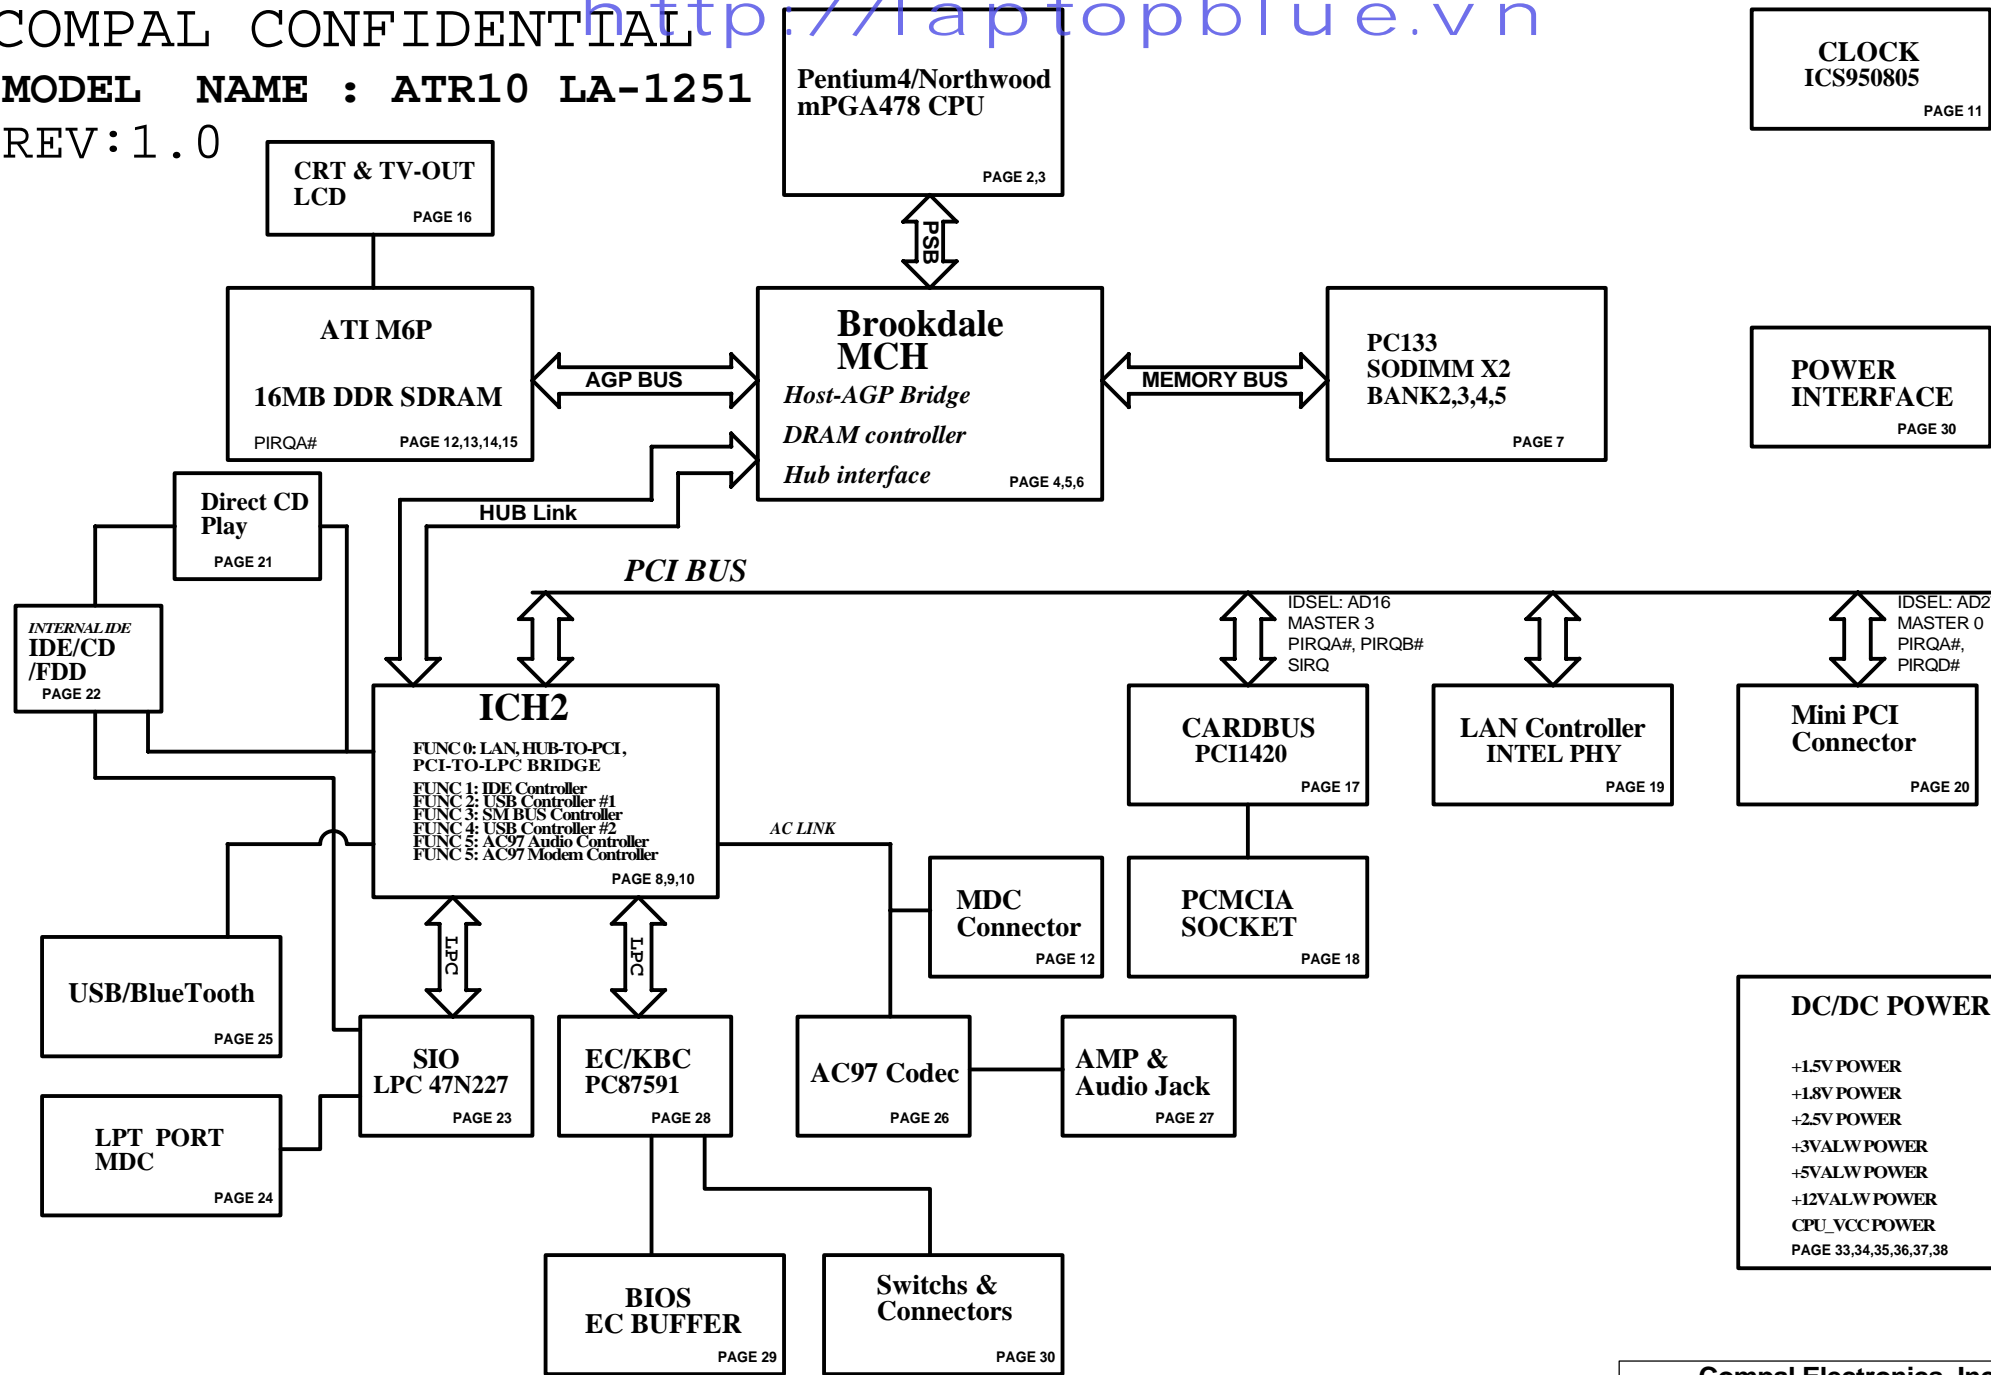 COMPAL CONFIDENTIAL
http://laptopblue.vn
MODEL NAME : ATR10 LA-1251
REV:1.0
Pentium4/Northwood
mPGA478 CPU
PAGE 2,3
CLOCK
ICS950805
PAGE 11
CRT & TV-OUT
LCD
PAGE 16
PSB
ATI M6P
16MB DDR SDRAM
PIRQA#
PAGE 12,13,14,15
AGP BUS
Brookdale
MCH
Host-AGP Bridge
DRAM controller
Hub interface
PAGE 4,5,6
MEMORY BUS
PC133
SODIMM X2
BANK2,3,4,5
PAGE 7
POWER
INTERFACE
PAGE 30
Direct CD
Play
PAGE 21
HUB Link
PCI BUS
INTERNAL IDE
IDE/CD
/FDD
PAGE 22
IDSEL: AD16
MASTER 3
PIRQA#, PIRQB#
SIRQ
IDSEL: AD2
MASTER 0
PIRQA#,
PIRQD#
ICH2
FUNC 0: LAN, HUB-TO-PCI,
PCI-TO-LPC BRIDGE
FUNC 1: IDE Controller
FUNC 2: USB Controller #1
FUNC 3: SM BUS Controller
FUNC 4: USB Controller #2
FUNC 5: AC97 Audio Controller
FUNC 5: AC97 Modem Controller
PAGE 8,9,10
CARDBUS
PCI1420
PAGE 17
LAN Controller
INTEL PHY
PAGE 19
Mini PCI
Connector
PAGE 20
AC LINK
MDC
Connector
PAGE 12
PCMCIA
SOCKET
PAGE 18
LPC
LPC
USB/BlueTooth
PAGE 25
SIO
LPC 47N227
PAGE 23
EC/KBC
PC87591
PAGE 28
AC97 Codec
PAGE 26
AMP &
Audio Jack
PAGE 27
DC/DC POWER
+1.5V POWER
+1.8V POWER
+2.5V POWER
+3VALW POWER
+5VALW POWER
+12VALW POWER
CPU_VCC POWER
PAGE 33,34,35,36,37,38
LPT PORT
MDC
PAGE 24
BIOS
EC BUFFER
PAGE 29
Switchs &
Connectors
PAGE 30
Compal Electronics, Inc